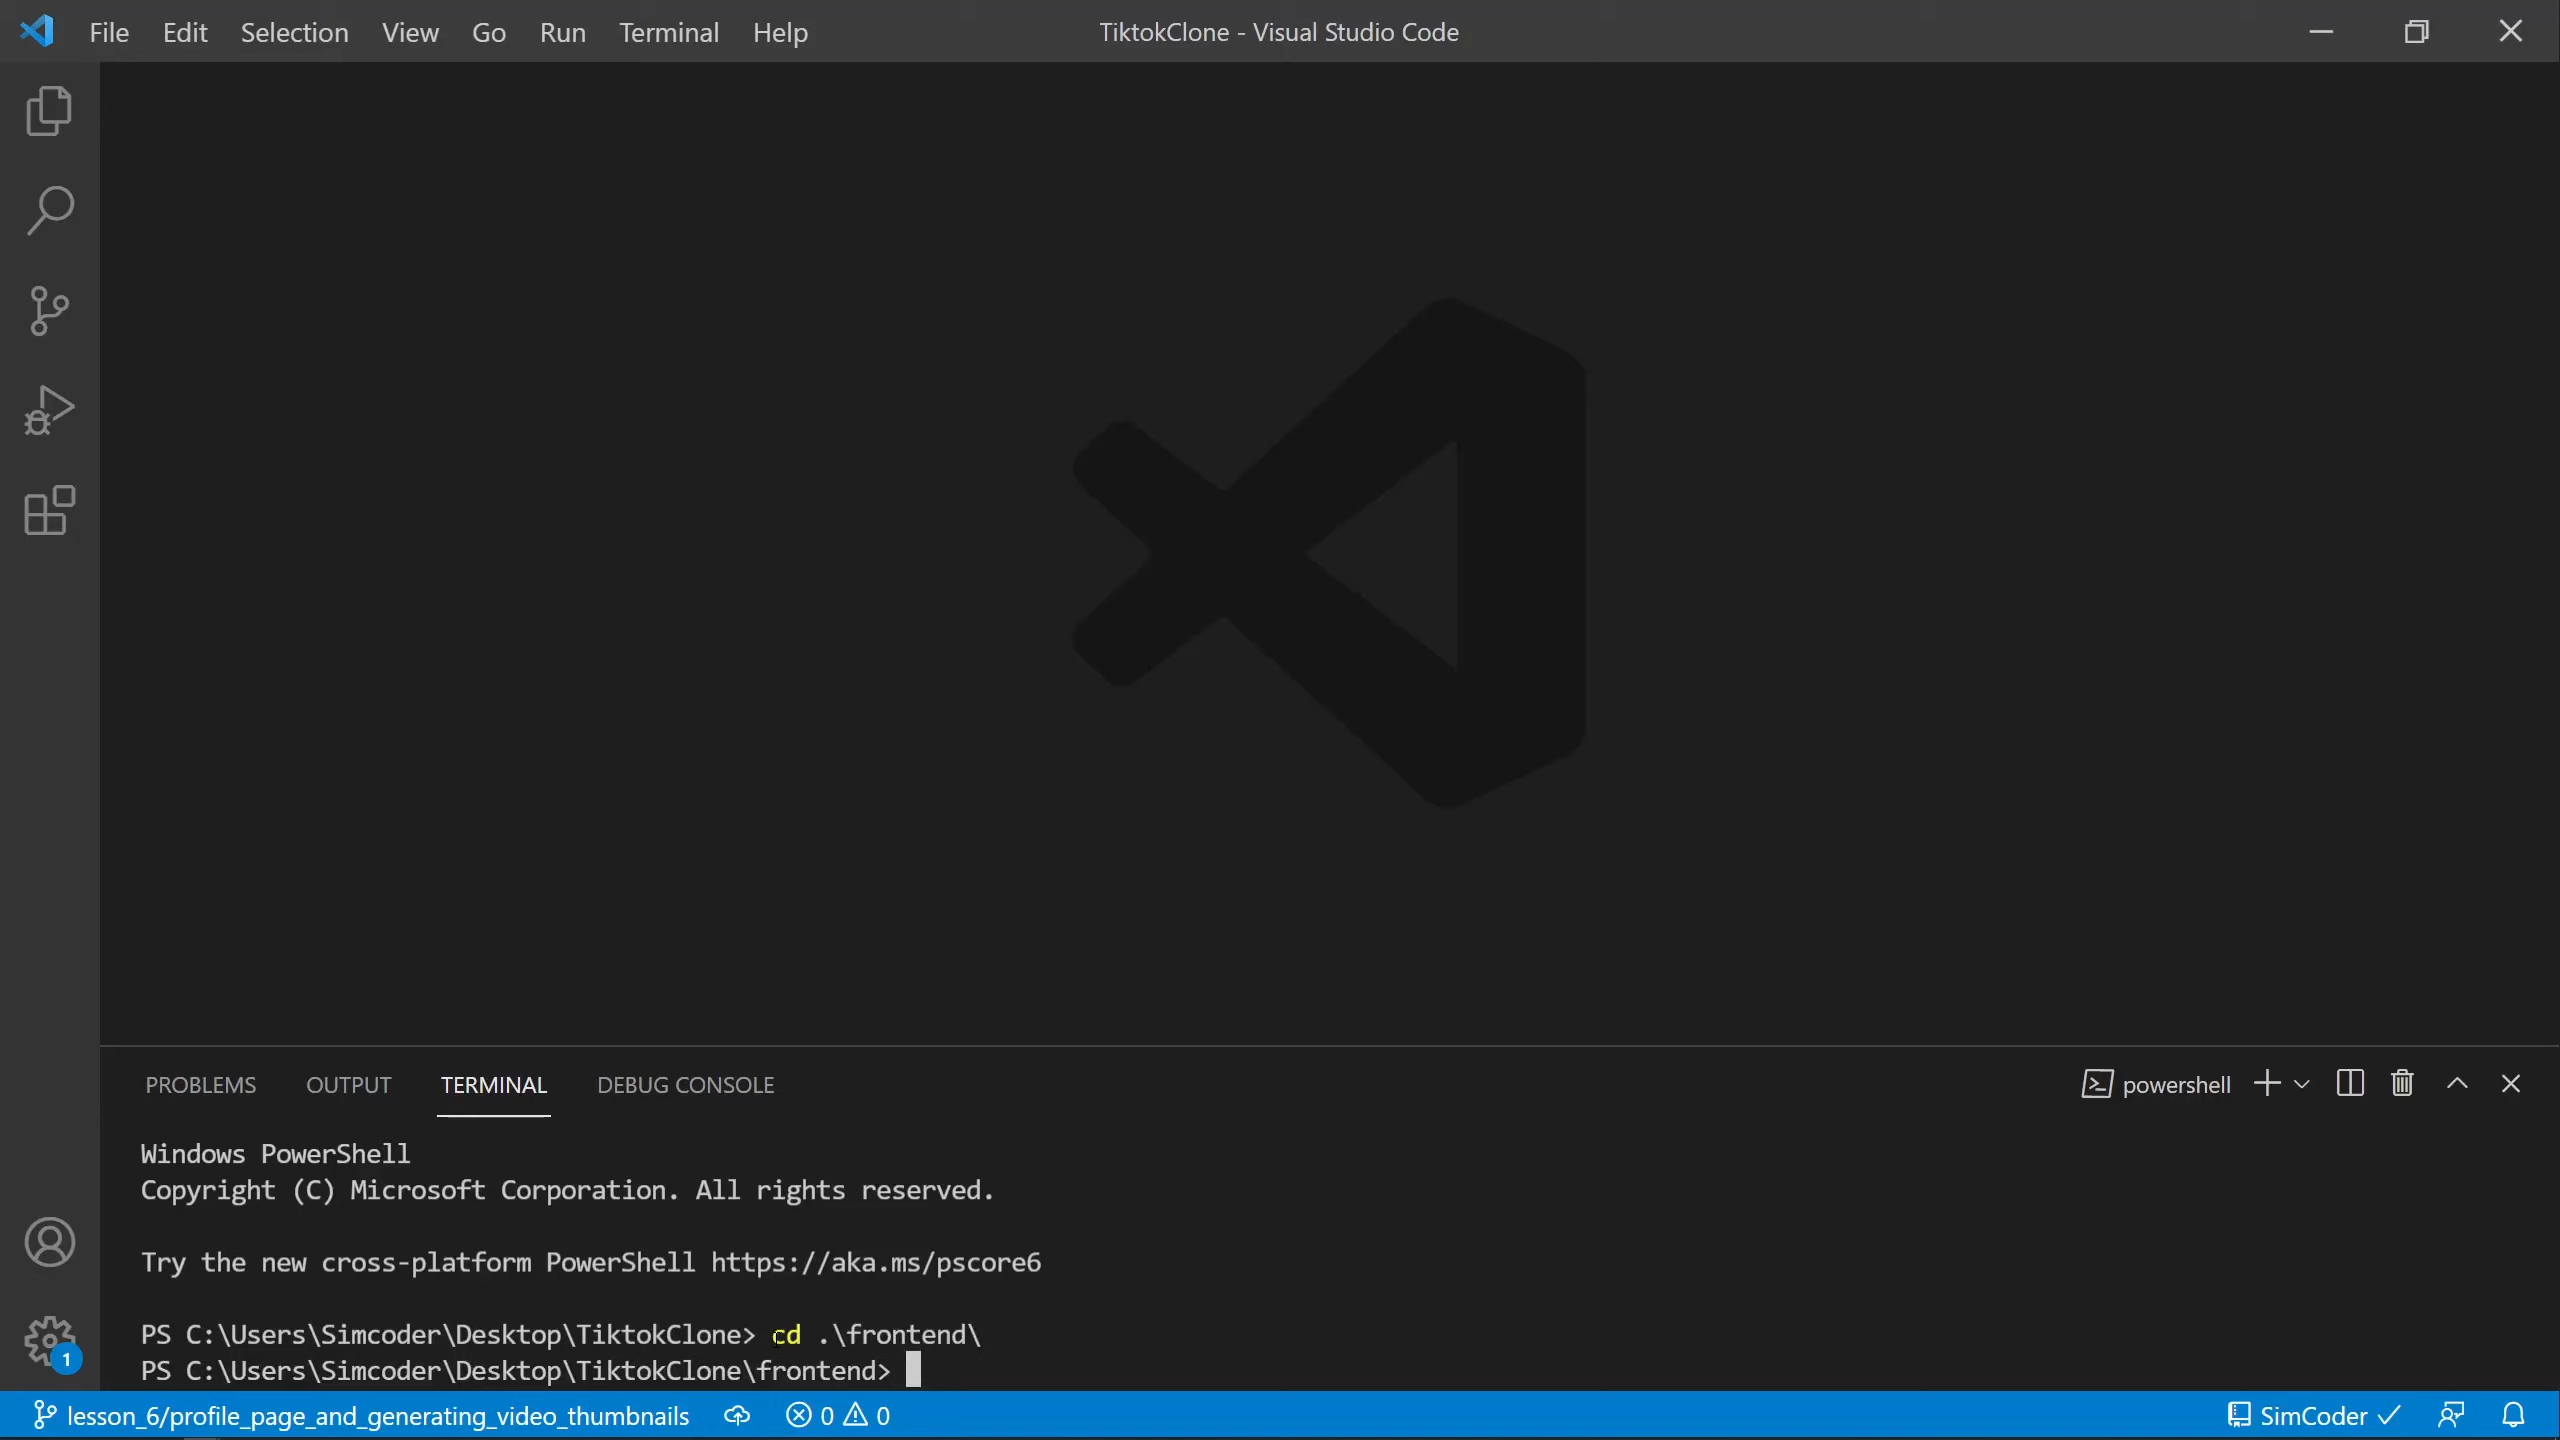 File Edit Selection View Go Run Terminal Help
TiktokClone - Visual Studio Code
PROBLEMS OUTPUT TERMINAL DEBUG CONSOLE
powershell
Windows PowerShell
Copyright (C) Microsoft Corporation. All rights reserved.
Try the new cross-platform PowerShell https://aka.ms/pscore6
PS C:\Users\Simcoder\Desktop\TiktokClone> cd .\frontend\
PS C:\Users\Simcoder\Desktop\TiktokClone\frontend>
1
lesson_6/profile_page_and_generating_video_thumbnails 0 0
SimCoder